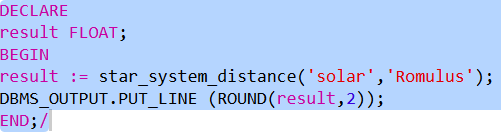 DECLARE
result FLOAT;
BEGIN
result := star_system_distance('solar','Romulus');
DBMS_OUTPUT.PUT_LINE (ROUND(result,2));
END;/